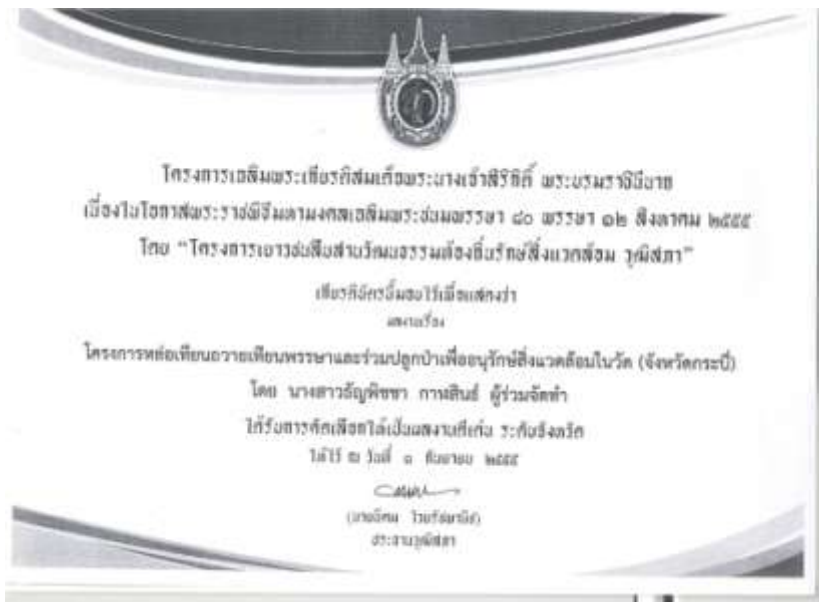 โครงการเฉลิมพระเกียรติสมเด็จพระนางเจ้าสิริกิติ์ พระบรมราชินีนาถ
เนื่องในโอกาสพระราชพิธีมหามงคลเฉลิมพระชนมพรรษา ๘๐ พรรษา ๑๒ สิงหาคม ๒๕๕๕
โดย “โครงการเยาวชนสืบสานวัฒนธรรมท้องถิ่นรักษ์สิ่งแวดล้อม วุฒิสภา”
เกียรติบัตรนี้มอบไว้เพื่อแสดงว่า
ผลงานเรื่อง
โครงการหล่อเทียนถวายเทียนพรรษาและร่วมปลูกป่าเพื่ออนุรักษ์สิ่งแวดล้อมในวัด (จังหวัดกระบี่)
โดย นางสาวธัญพิชชา กาฬสินธ์ ผู้ร่วมจัดทำ
ได้รับการคัดเลือกให้เป็นผลงานดีเด่น ระดับจังหวัด
ให้ไว้ ณ วันที่ ๑ กันยายน ๒๕๕๕
(นายนิคม ไวยรัชพานิช)
ประธานวุฒิสภา